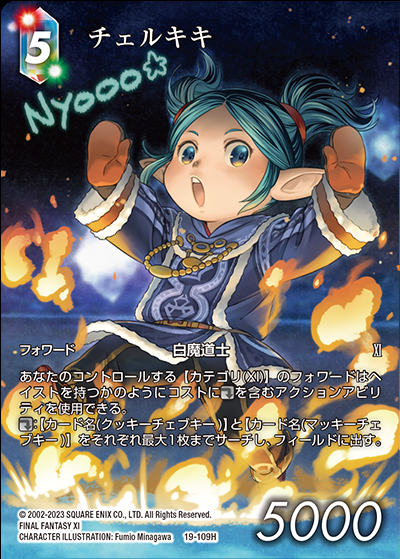 5
チェルキキ
Nyooo☆
フォワード 白魔道士 XI
あなたのコントロールする【カテゴリ(XI)】のフォワードはヘ
イストを持つかのようにコストにを含むアクションアビリ
ティを使用できる。
:【カード名(クッキーチェブキー)】と【カード名(マッキーチェ
ブキー)】をそれぞれ最大1枚までサーチし、フィールドに出す。
© 2002-2023 SQUARE ENIX CO., LTD. All Rights Reserved.
FINAL FANTASY XI
CHARACTER ILLUSTRATION: Fumio Minagawa 19-109H
5000